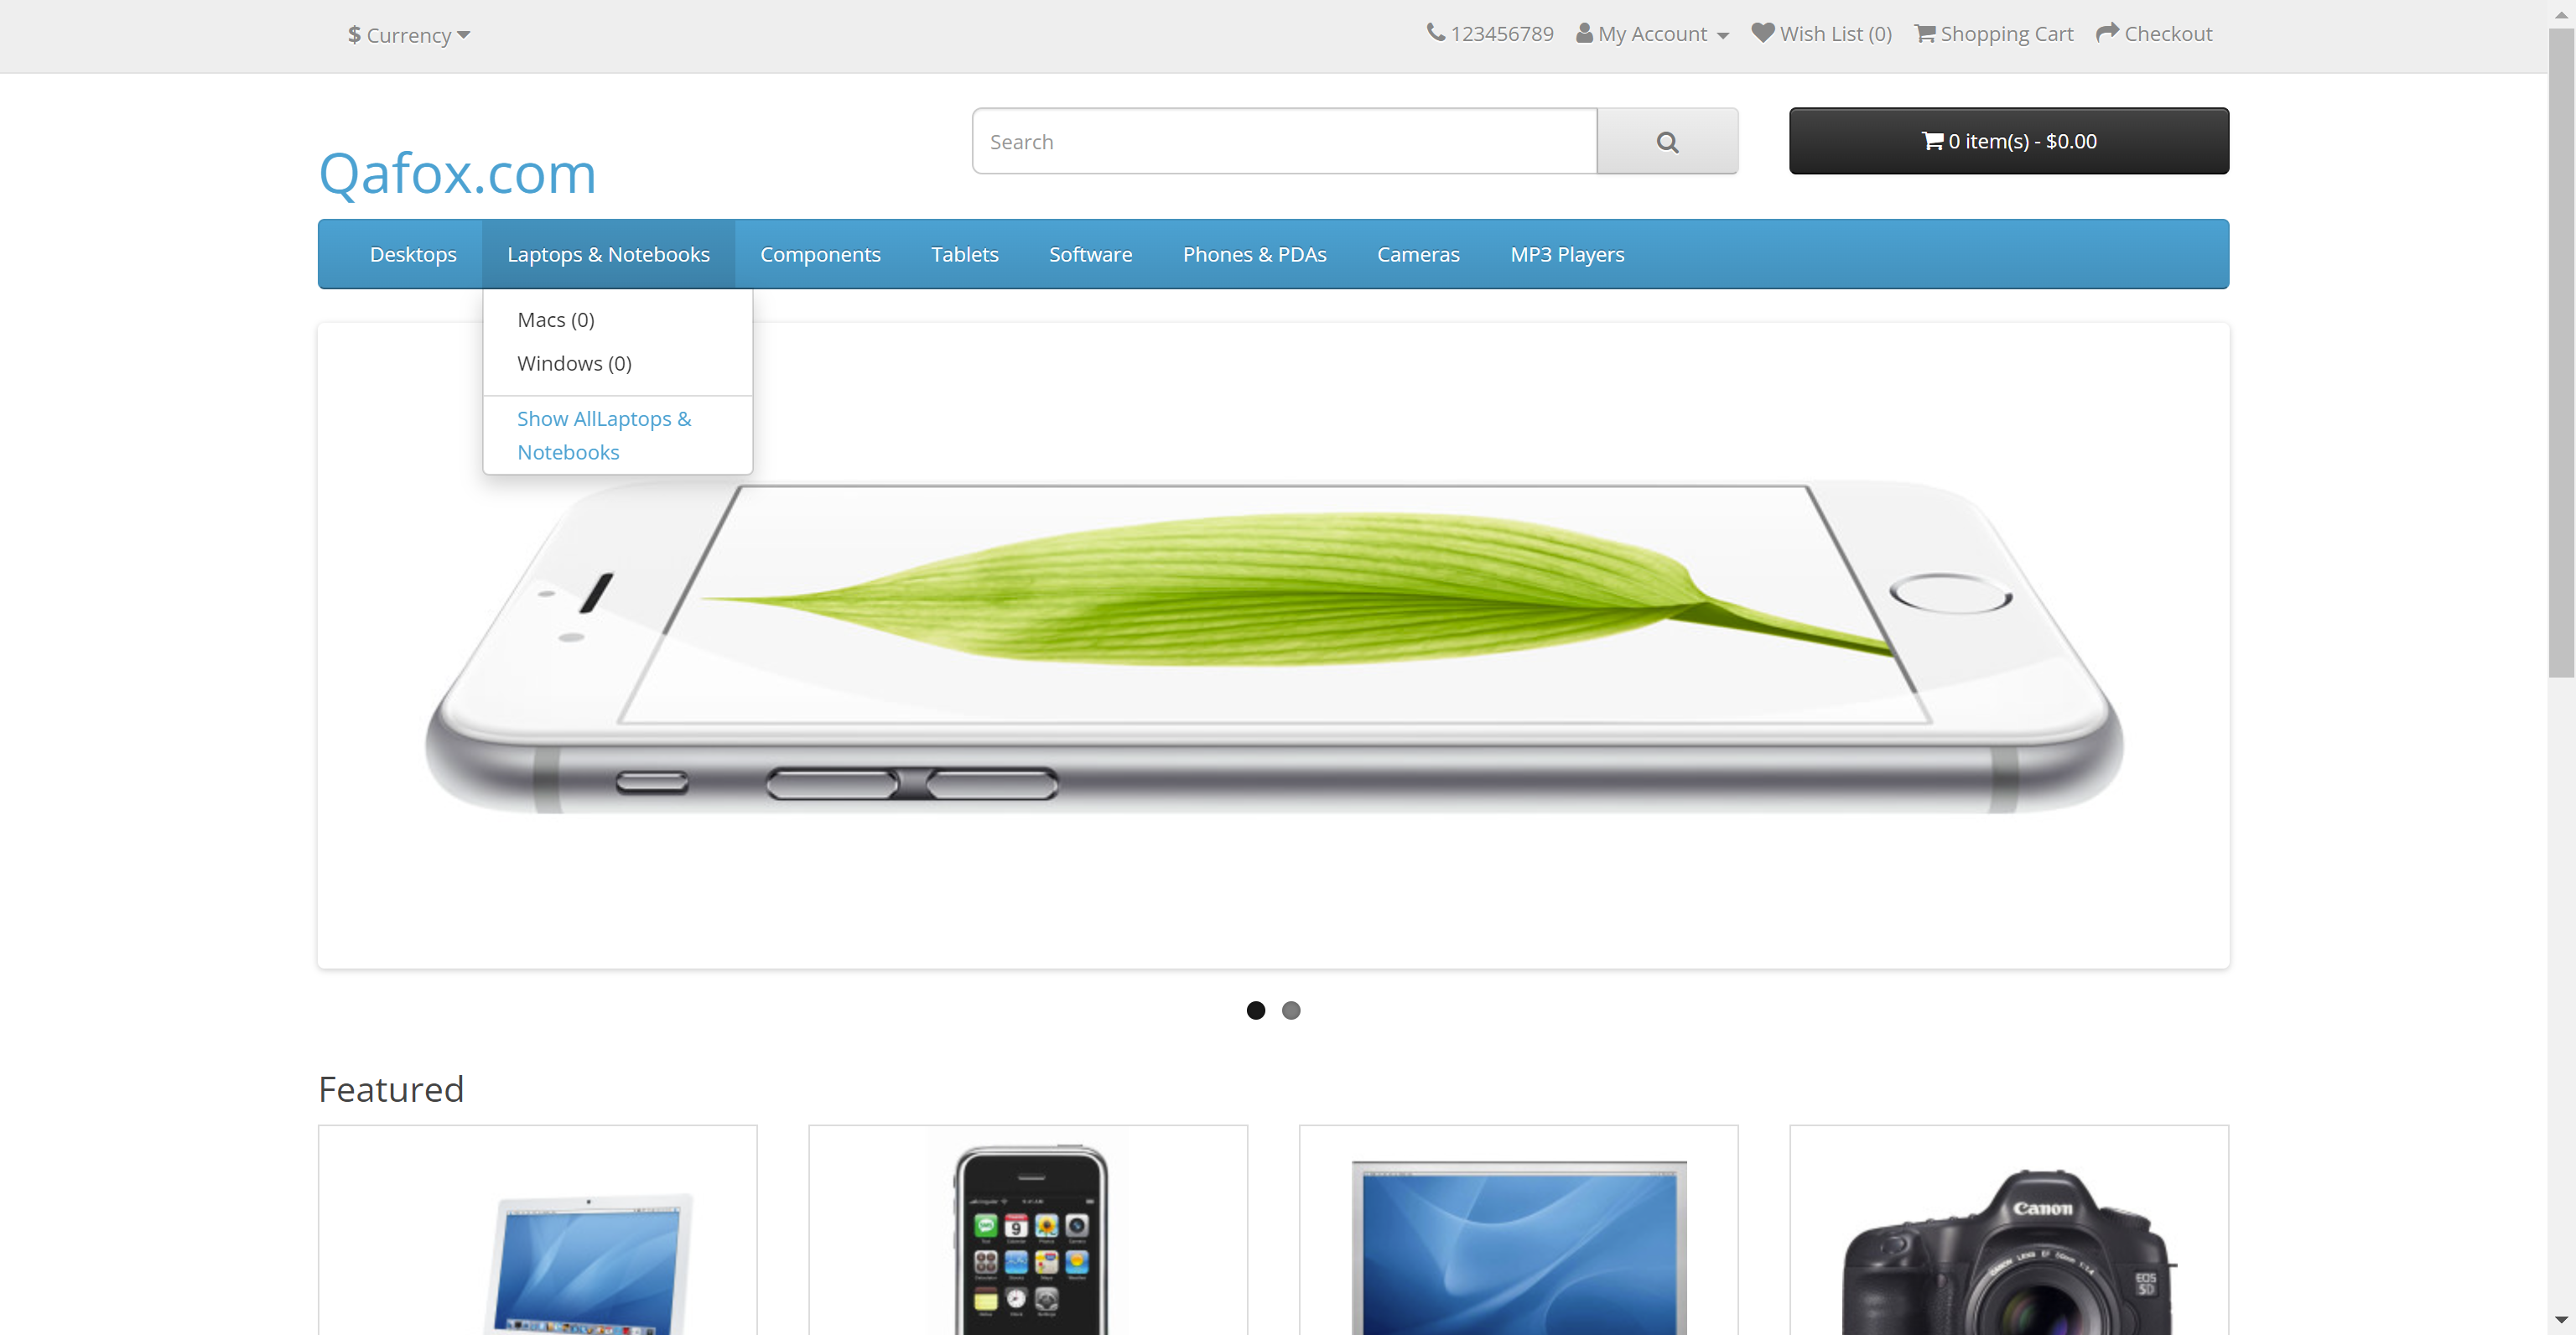 $ Currency
123456789 My Account Wish List (0) Shopping Cart Checkout
Qafox.com
Search
0 item(s) - $0.00
Desktops Laptops & Notebooks Components Tablets Software Phones & PDAs Cameras MP3 Players
Macs (0)
Windows (0)
Show AllLaptops &
Notebooks
Featured
Canon
EOS
5D